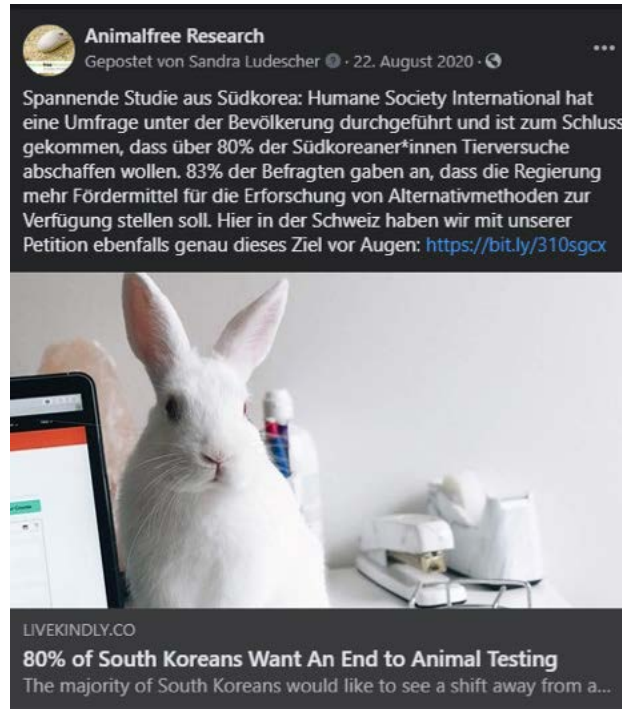 Animalfree Research
Gepostet von Sandra Ludescher · 22. August 2020 ·
Spannende Studie aus Südkorea: Humane Society International hat
eine Umfrage unter der Bevölkerung durchgeführt und ist zum Schluss
gekommen, dass über 80% der Südkoreaner*innen Tierversuche
abschaffen wollen. 83% der Befragten gaben an, dass die Regierung
mehr Fördermittel für die Erforschung von Alternativmethoden zur
Verfügung stellen soll. Hier in der Schweiz haben wir mit unserer
Petition ebenfalls genau dieses Ziel vor Augen: https://bit.ly/310sgcx
LIVEKINDLY.CO
80% of South Koreans Want An End to Animal Testing
The majority of South Koreans would like to see a shift away from a...